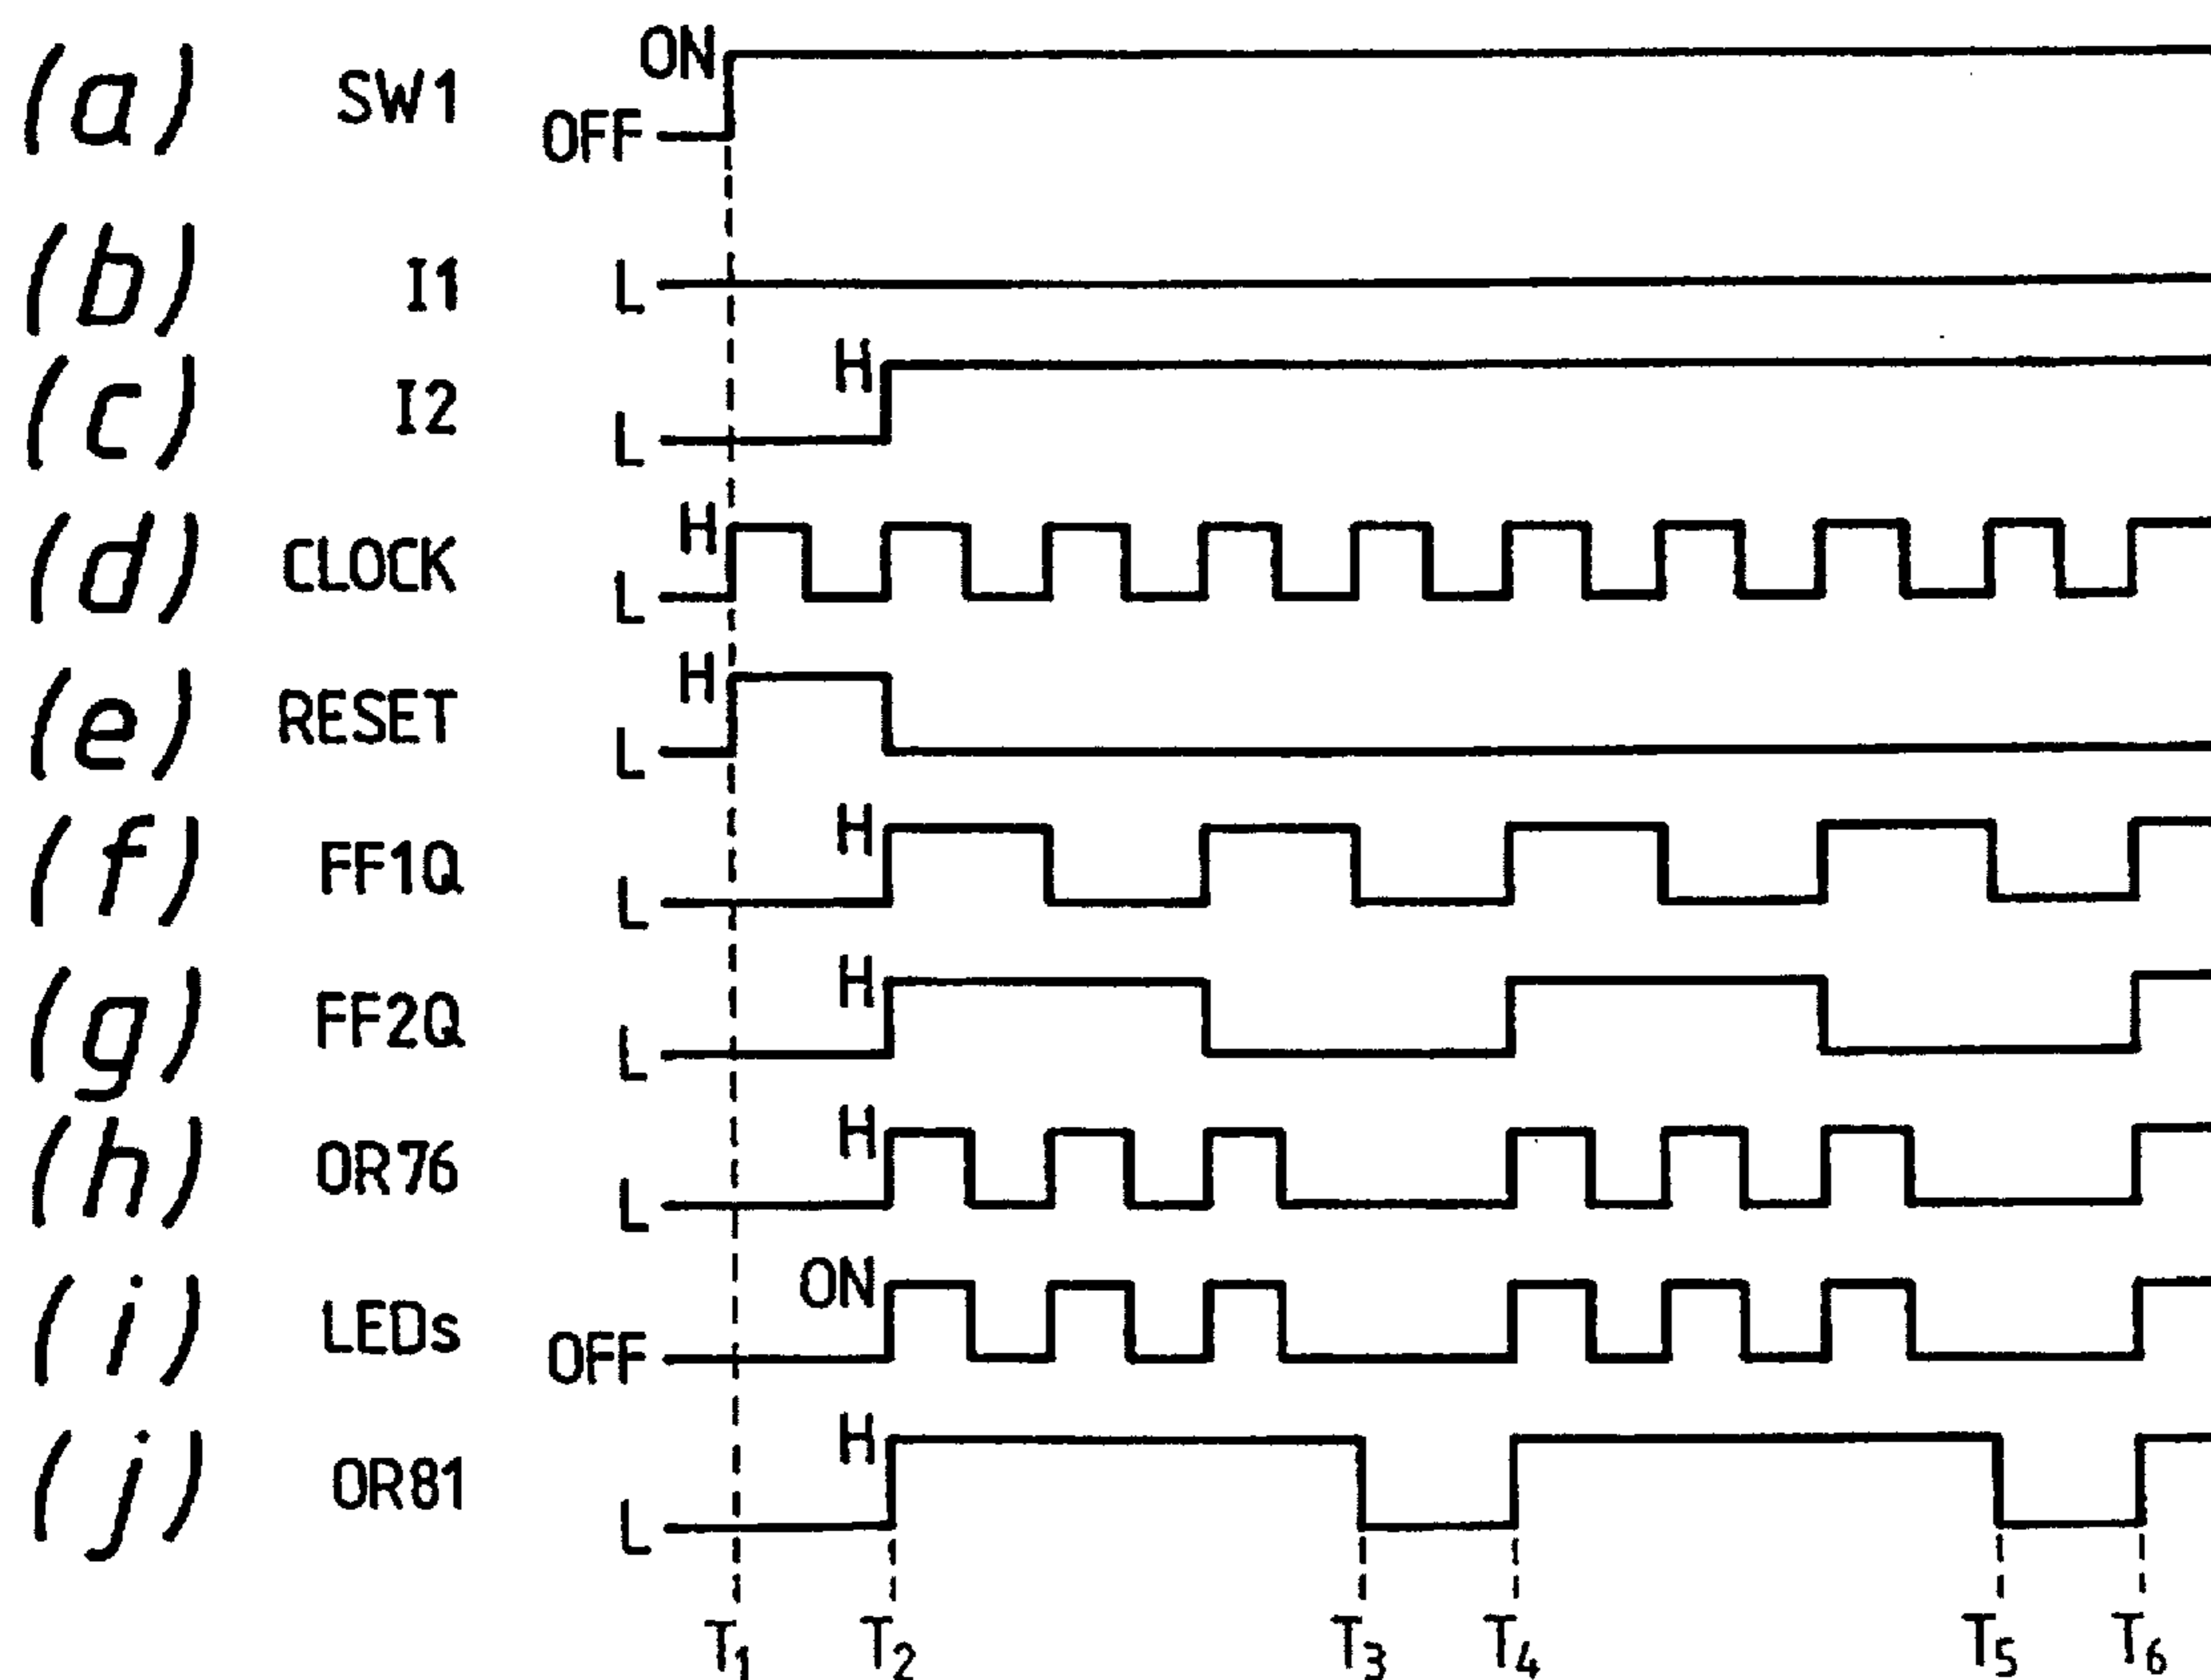 (a) SW1 ON OFF
(b) I1 L
(c) I2 H L
(d) CLOCK H L
(e) RESET H L
(f) FF1Q H L
(g) FF2Q H L
(h) OR76 H L
(i) LEDs ON OFF
(j) OR81 H L
T1 T2 T3 T4 T5 T6